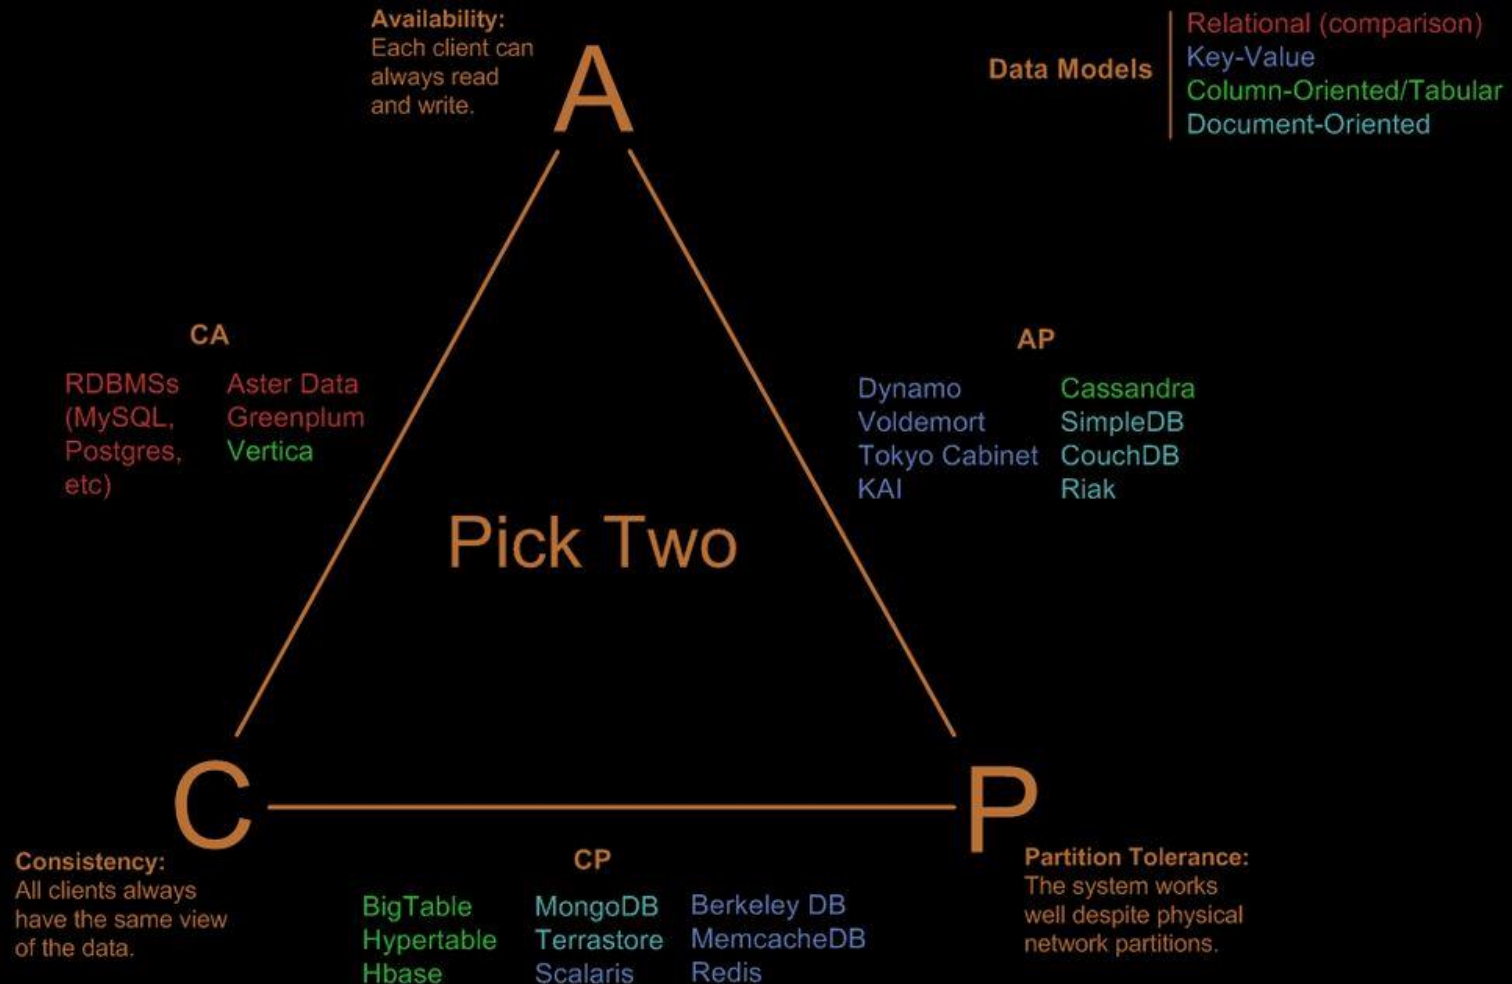 Availability:
Each client can
always read
and write.
A
Data Models
Relational (comparison)
Key-Value
Column-Oriented/Tabular
Document-Oriented
CA
RDBMSs
(MySQL,
Postgres,
etc)
Aster Data
Greenplum
Vertica
AP
Dynamo
Voldemort
Tokyo Cabinet
KAI
Cassandra
SimpleDB
CouchDB
Riak
Pick Two
C
Consistency:
All clients always
have the same view
of the data.
CP
BigTable
Hypertable
Hbase
MongoDB
Terrastore
Scalaris
Berkeley DB
MemcacheDB
Redis
P
Partition Tolerance:
The system works
well despite physical
network partitions.